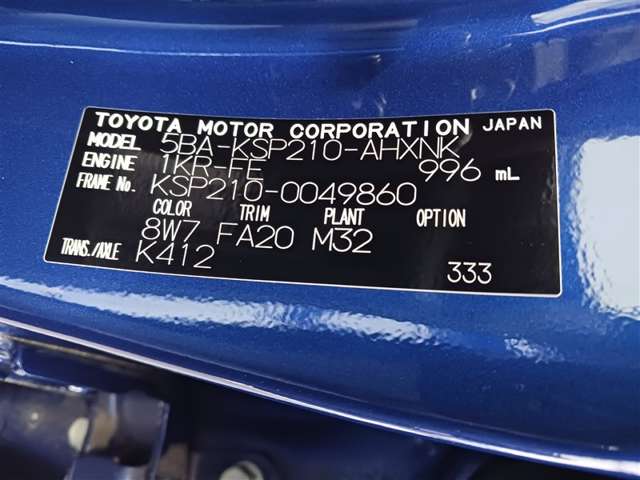 TOYOTA MOTOR CORPORATION JAPAN
MODEL 5BA-KSP210-AHXNK
ENGINE 1KR-FE 996 mL
FRAME No. KSP210-0049860
COLOR TRIM PLANT OPTION
8W7 FA20 M32
TRANS./AXLE K412
333